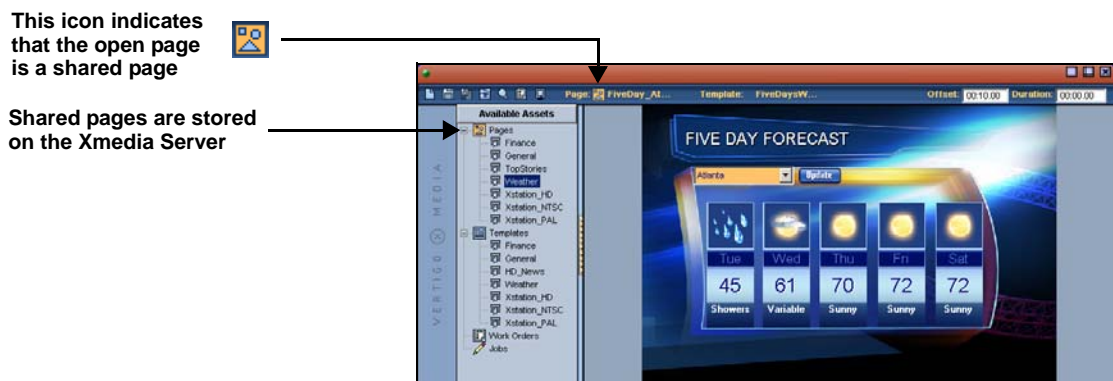 This icon indicates
that the open page
is a shared page
Shared pages are stored
on the Xmedia Server
Page: FiveDay_At... Template: FiveDaysW... Offset: 00:10.00 Duration: 00:00.00
Available Assets
Pages
Finance
General
TopStories
Weather
Xstation_HD
Xstation_NTSC
Xstation_PAL
Templates
Finance
General
HD_News
Weather
Xstation_HD
Xstation_NTSC
Xstation_PAL
Work Orders
Jobs
VERTIGO X MEDIA
FIVE DAY FORECAST
Atlanta Update
Tue Wed Thu Fri Sat
45 61 70 72 72
Showers Variable Sunny Sunny Sunny